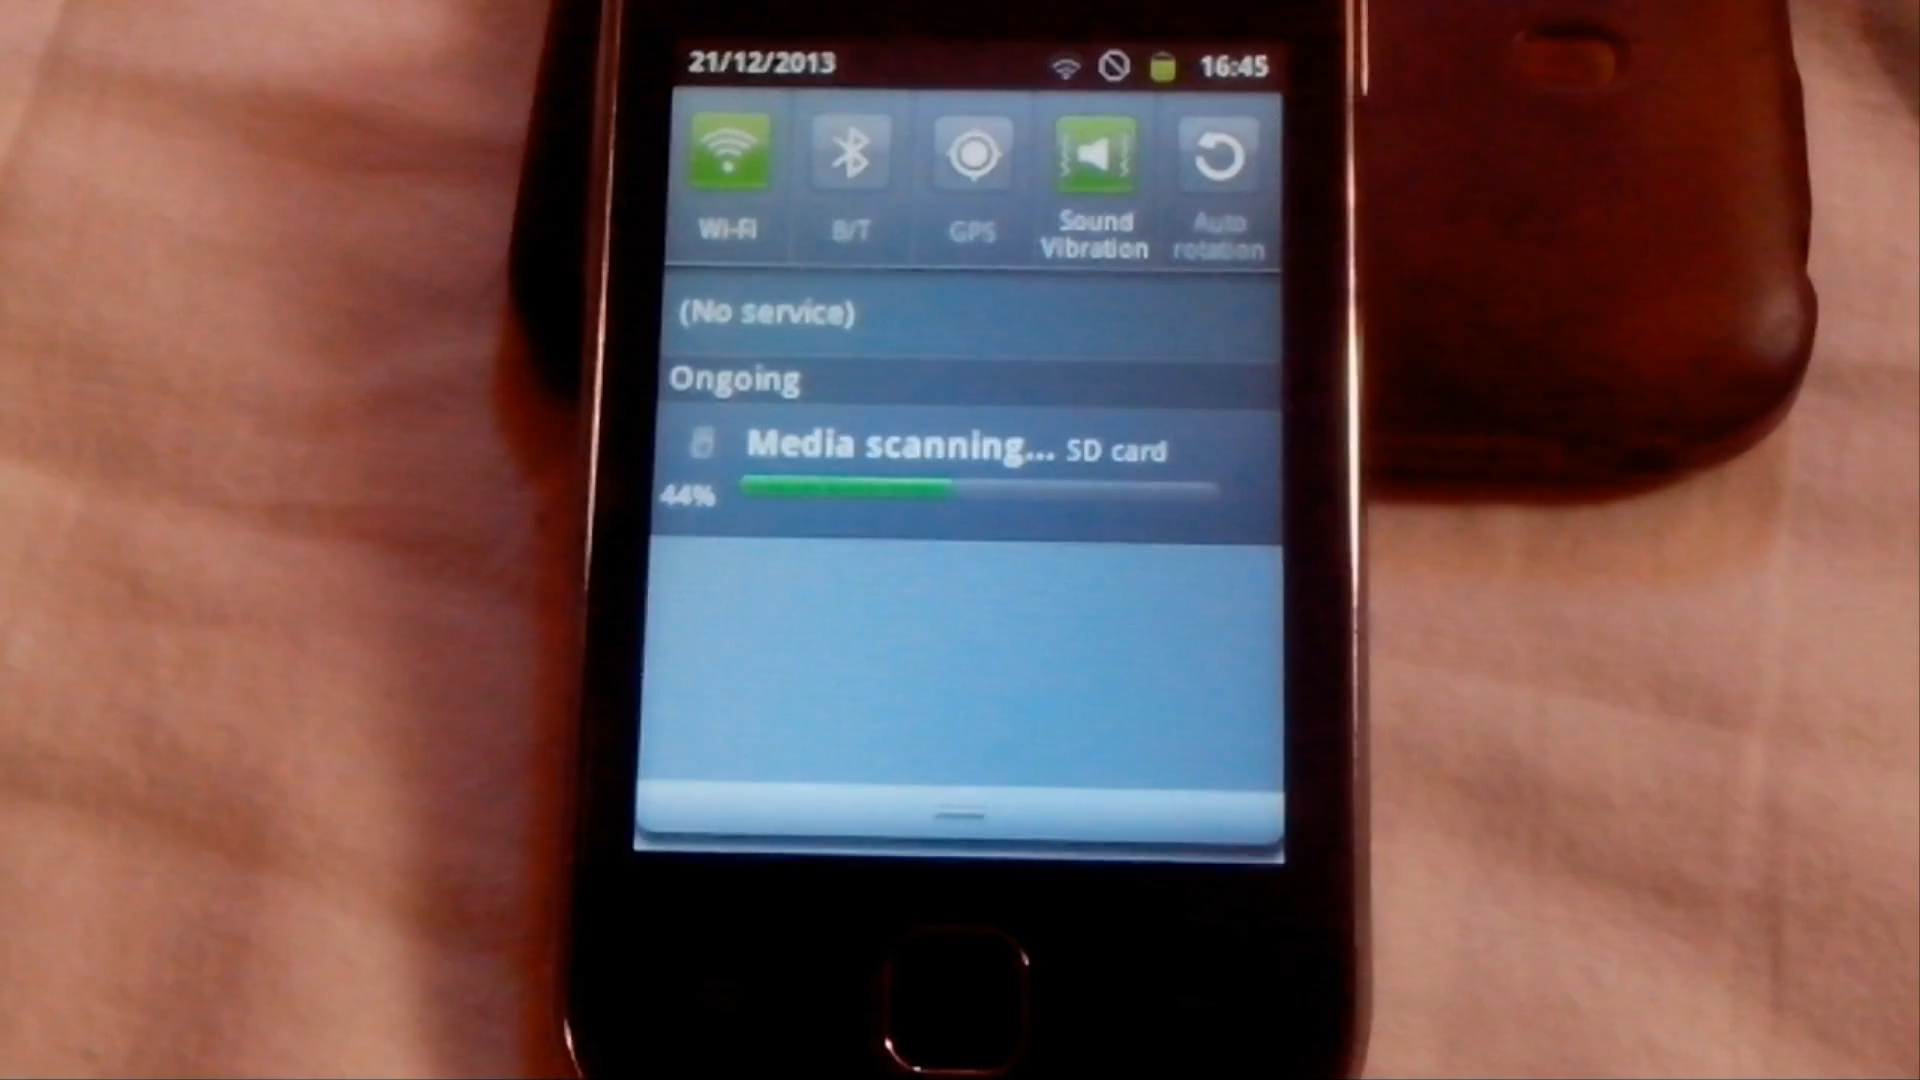 21/12/2013 16:45
Wi-Fi B/T GPS Sound Vibration Auto rotation
(No service)
Ongoing
Media scanning... SD card
44%